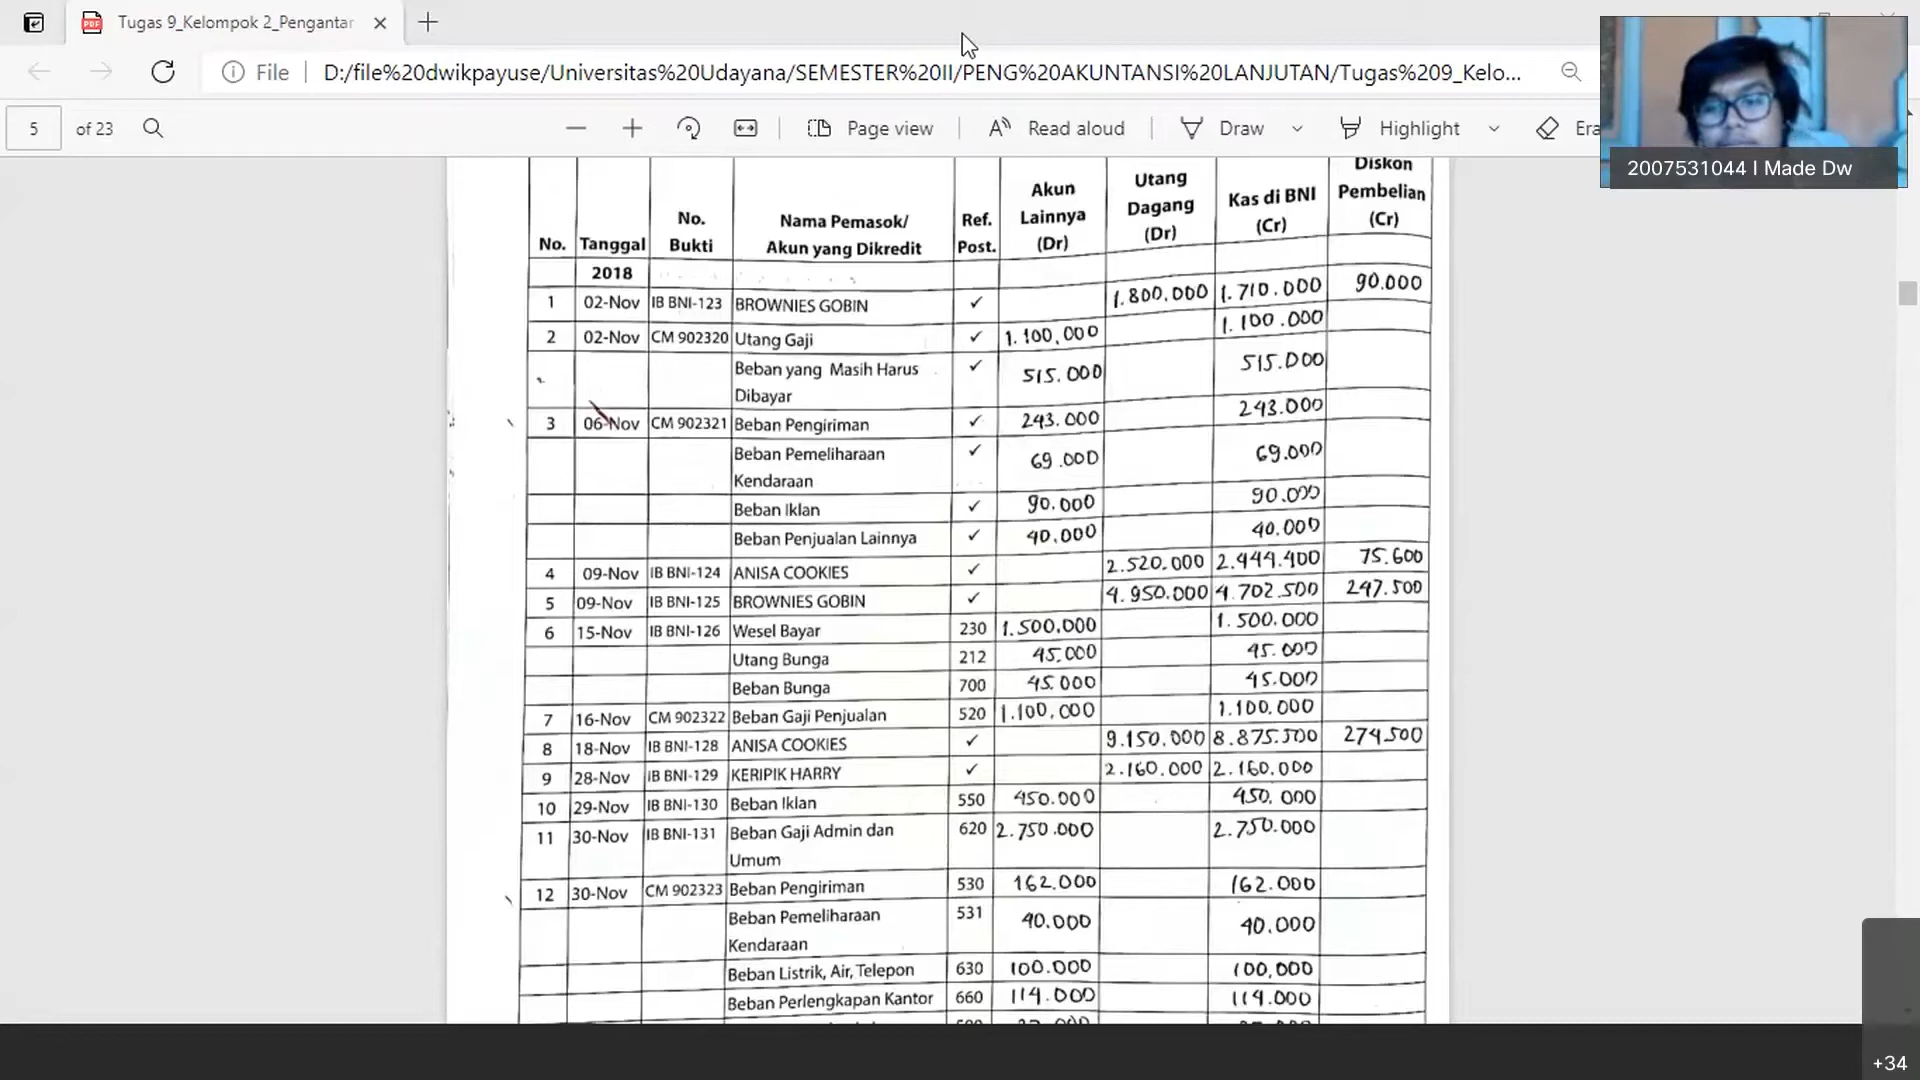 Tugas 9_Kelompok 2_Pengantar
File D:/file%20dwikpayuse/Universitas%20Udayana/SEMESTER%20II/PENG%20AKUNTANSI%20LANJUTAN/Tugas%209_Kelo...
5 of 23 Page view Read aloud Draw Highlight Era
2007531044 I Made Dw
No. Tanggal No. Bukti Nama Pemasok/ Akun yang Dikredit Ref. Post. Akun Lainnya (Dr) Utang Dagang (Dr) Kas di BNI (Cr) Diskon Pembelian (Cr)
2018
1 02-Nov IB BNI-123 BROWNIES GOBIN ✓ 1.800.000 1.710.000 90.000
2 02-Nov CM 902320 Utang Gaji ✓ 1.100,000 1.100.000
Beban yang Masih Harus Dibayar ✓ 515.000 515.000
3 06-Nov CM 902321 Beban Pengiriman ✓ 243.000 243.000
Beban Pemeliharaan Kendaraan ✓ 69.000 69.000
Beban Iklan ✓ 90.000 90.000
Beban Penjualan Lainnya ✓ 40.000 40.000
4 09-Nov IB BNI-124 ANISA COOKIES ✓ 2.520.000 2.444.400 75.600
5 09-Nov IB BNI-125 BROWNIES GOBIN ✓ 4.950.000 4.702.500 247.500
6 15-Nov IB BNI-126 Wesel Bayar 230 1.500.000 1.500.000
Utang Bunga 212 45.000 45.000
Beban Bunga 700 45.000 45.000
7 16-Nov CM 902322 Beban Gaji Penjualan 520 1.100.000 1.100.000
8 18-Nov IB BNI-128 ANISA COOKIES ✓ 9.150.000 8.875.500 274.500
9 28-Nov IB BNI-129 KERIPIK HARRY ✓ 2.160.000 2.160.000
10 29-Nov IB BNI-130 Beban Iklan 550 450.000 450.000
11 30-Nov IB BNI-131 Beban Gaji Admin dan Umum 620 2.750.000 2.750.000
12 30-Nov CM 902323 Beban Pengiriman 530 162.000 162.000
Beban Pemeliharaan Kendaraan 531 40.000 40.000
Beban Listrik, Air, Telepon 630 100.000 100,000
Beban Perlengkapan Kantor 660 114.000 114.000
+34